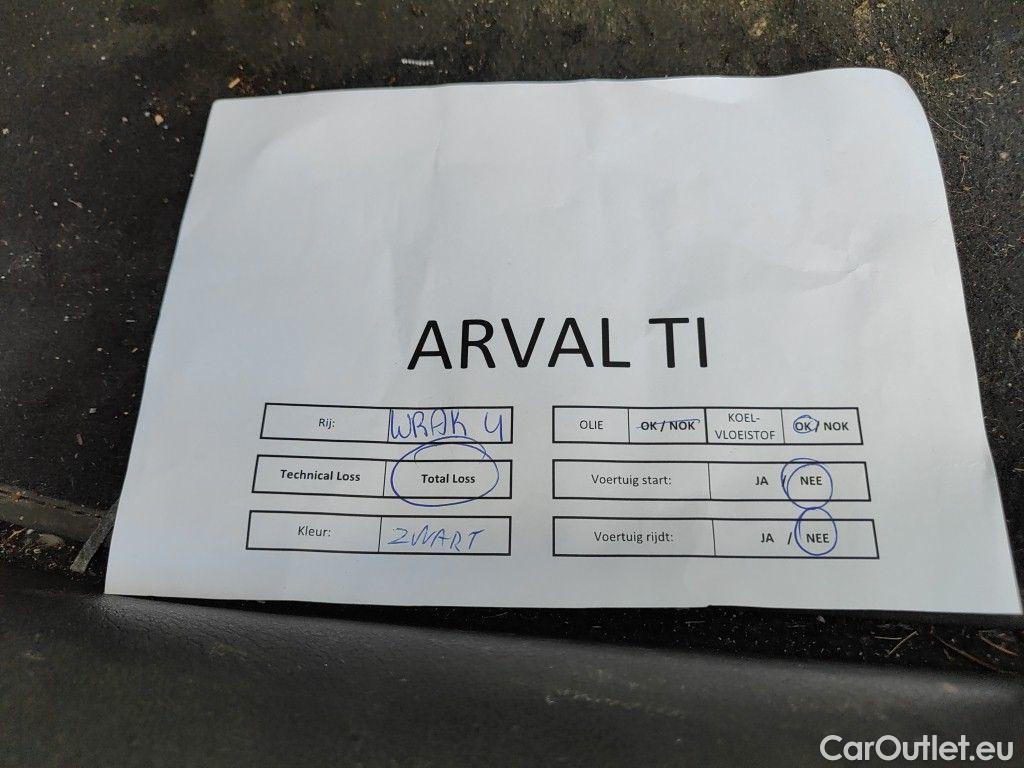 ARVAL TI
Rij: WRAK 4
Technical Loss Total Loss
Kleur: ZWART
OLIE OK / NOK KOEL-
VLOEISTOF OK / NOK
Voertuig start: JA / NEE
Voertuig rijdt: JA / NEE
CarOutlet.eu